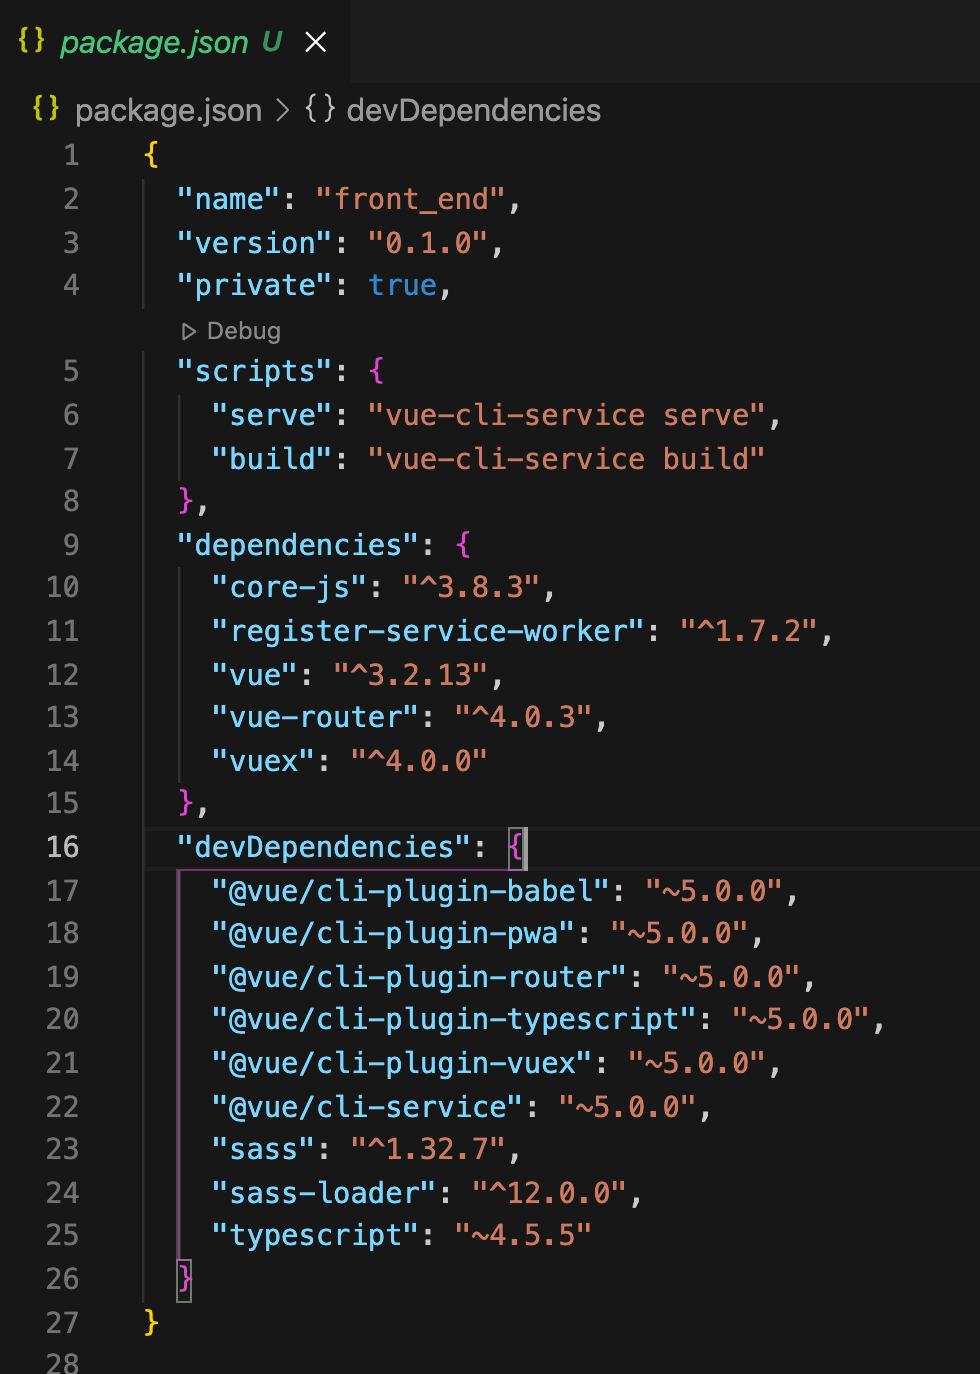 {} package.json U ×
{} package.json > {} devDependencies
1 {
2 "name": "front_end",
3 "version": "0.1.0",
4 "private": true,
▷ Debug
5 "scripts": {
6 "serve": "vue-cli-service serve",
7 "build": "vue-cli-service build"
8 },
9 "dependencies": {
10 "core-js": "^3.8.3",
11 "register-service-worker": "^1.7.2",
12 "vue": "^3.2.13",
13 "vue-router": "^4.0.3",
14 "vuex": "^4.0.0"
15 },
16 "devDependencies": {
17 "@vue/cli-plugin-babel": "~5.0.0",
18 "@vue/cli-plugin-pwa": "~5.0.0",
19 "@vue/cli-plugin-router": "~5.0.0",
20 "@vue/cli-plugin-typescript": "~5.0.0",
21 "@vue/cli-plugin-vuex": "~5.0.0",
22 "@vue/cli-service": "~5.0.0",
23 "sass": "^1.32.7",
24 "sass-loader": "^12.0.0",
25 "typescript": "~4.5.5"
26 }
27 }
28